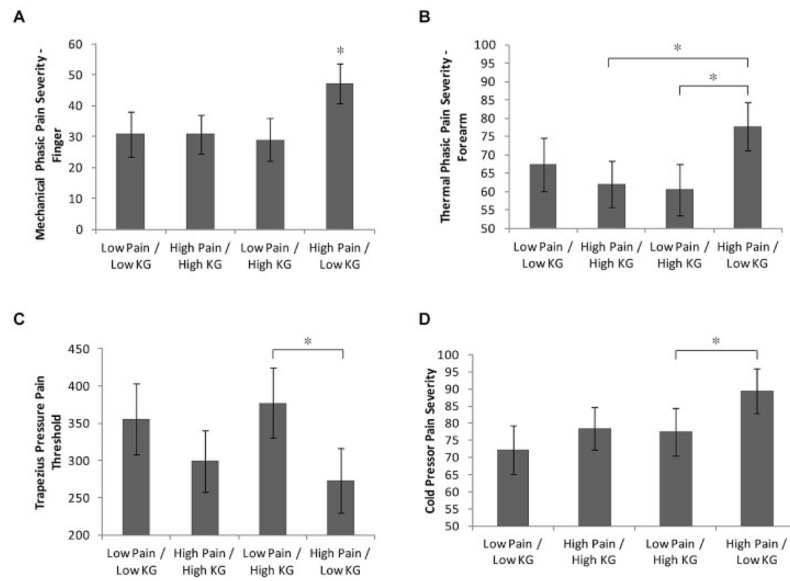 A
Mechanical Phasic Pain Severity -
Finger
60
50
40
30
20
10
0
*
Low Pain / High Pain / Low Pain / High Pain /
Low KG High KG High KG Low KG
B
Thermal Phasic Pain Severity -
Forearm
100
95
90
85
80
75
70
65
60
55
50
*
*
Low Pain / High Pain / Low Pain / High Pain /
Low KG High KG High KG Low KG
C
Trapezius Pressure Pain
Threshold
450
400
350
300
250
200
*
Low Pain / High Pain / Low Pain / High Pain /
Low KG High KG High KG Low KG
D
Cold Pressor Pain Severity
100
95
90
85
80
75
70
65
60
55
50
*
Low Pain / High Pain / Low Pain / High Pain /
Low KG High KG High KG Low KG